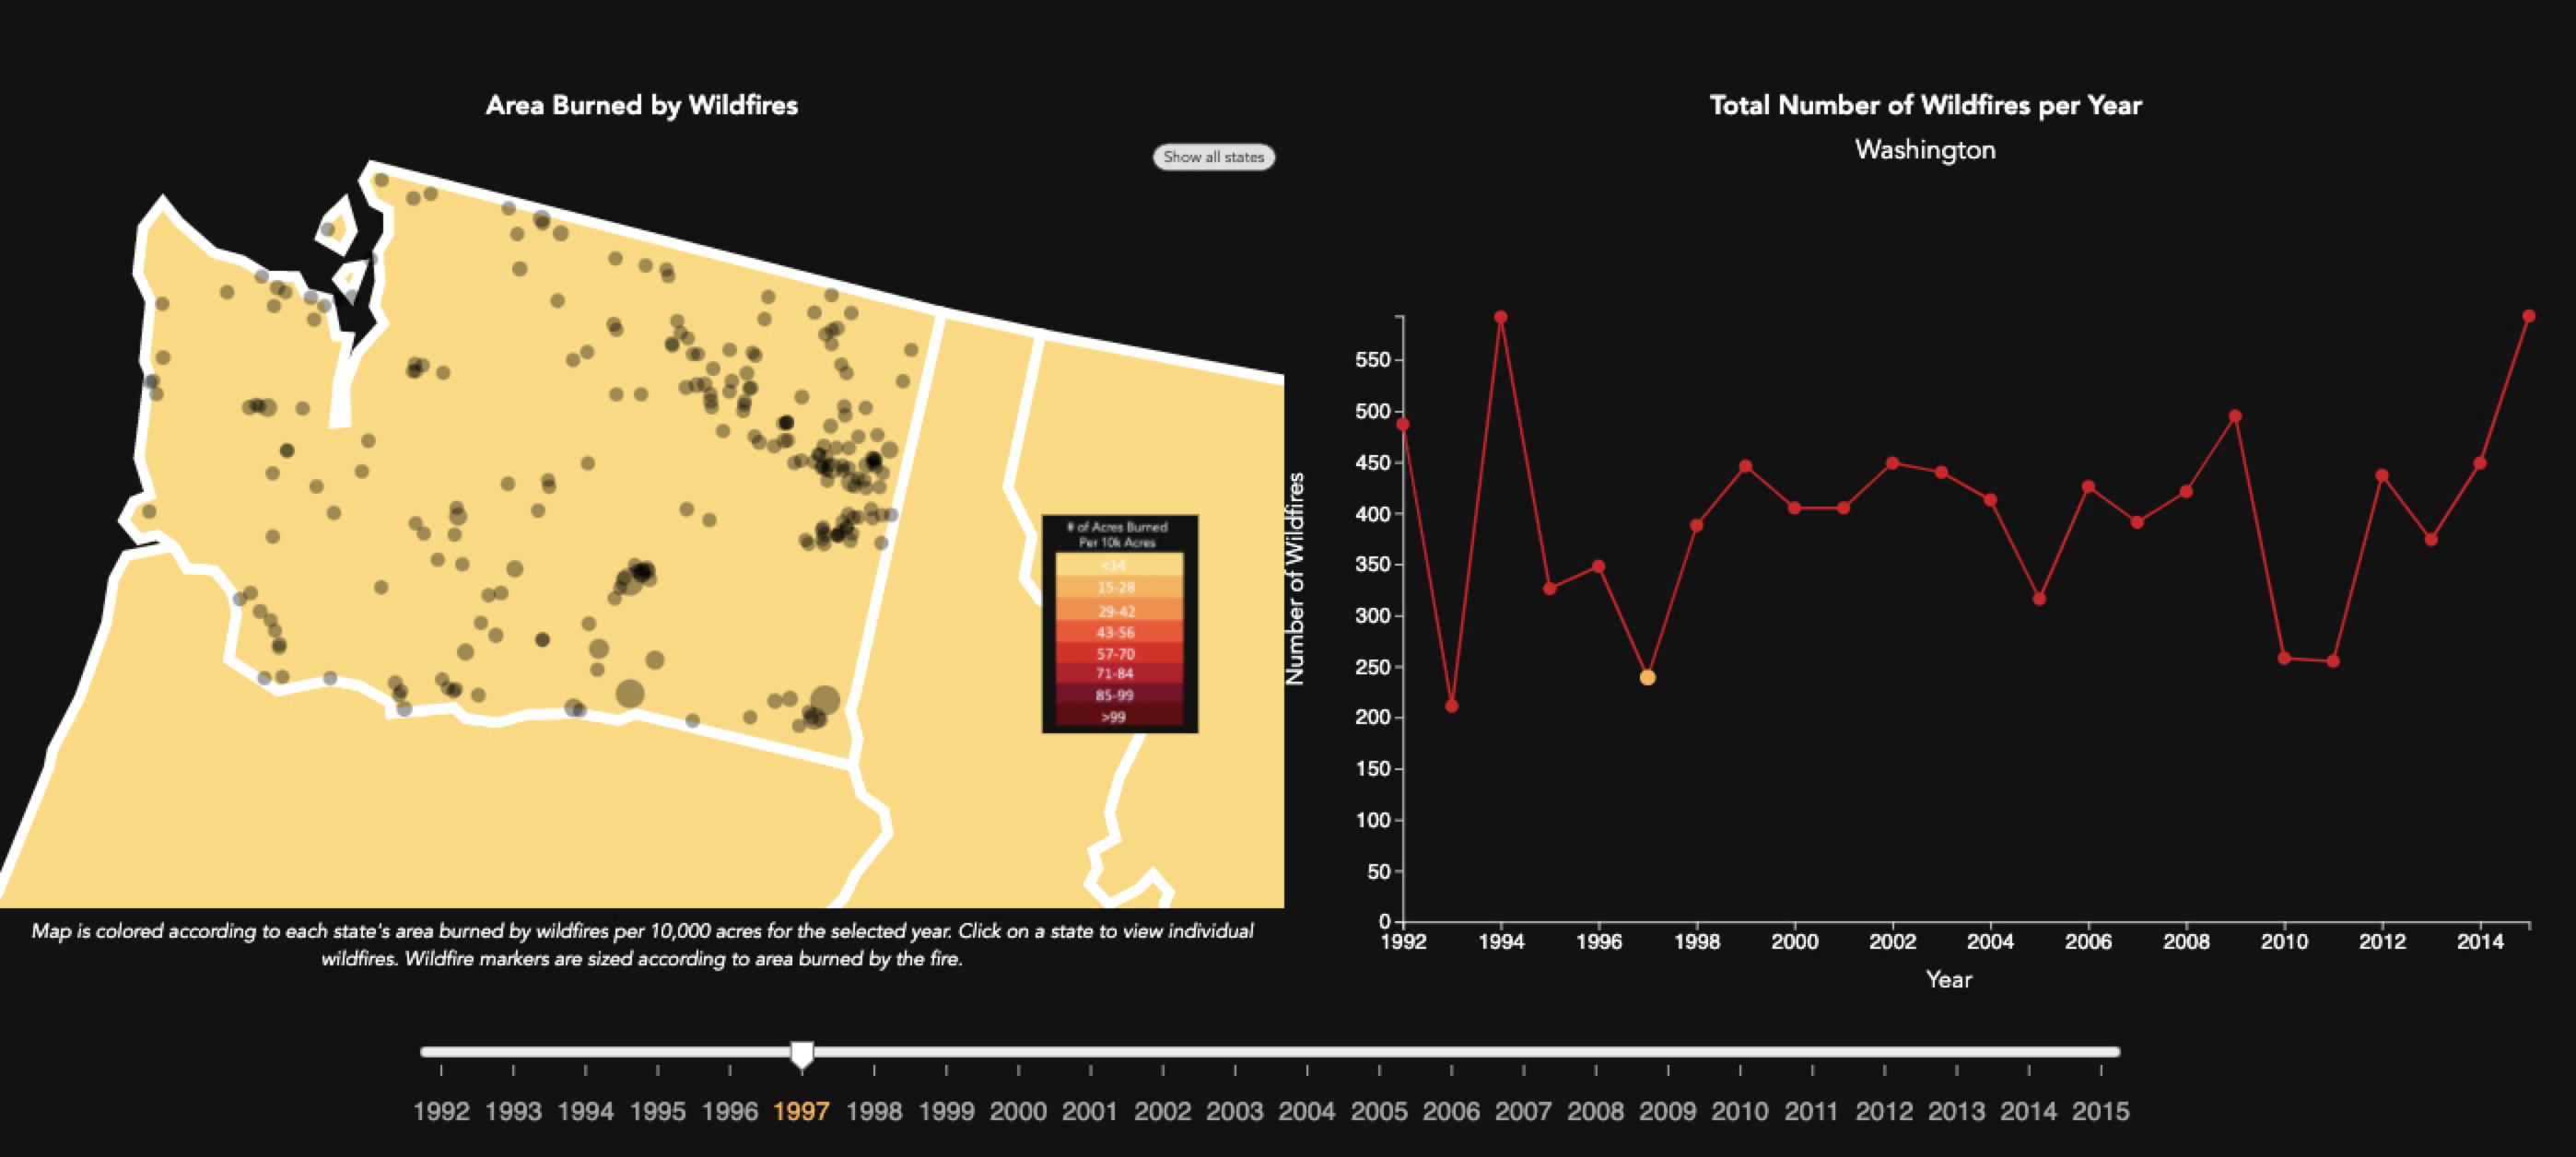 Area Burned by Wildfires
Show all states
# of Acres Burned
Per 10k Acres
<14
15-28
29-42
43-56
57-70
71-84
85-99
>99
Map is colored according to each state's area burned by wildfires per 10,000 acres for the selected year. Click on a state to view individual
wildfires. Wildfire markers are sized according to area burned by the fire.
Total Number of Wildfires per Year
Washington
Number of Wildfires
550
500
450
400
350
300
250
200
150
100
50
0
1992 1994 1996 1998 2000 2002 2004 2006 2008 2010 2012 2014
Year
1992 1993 1994 1995 1996 1997 1998 1999 2000 2001 2002 2003 2004 2005 2006 2007 2008 2009 2010 2011 2012 2013 2014 2015